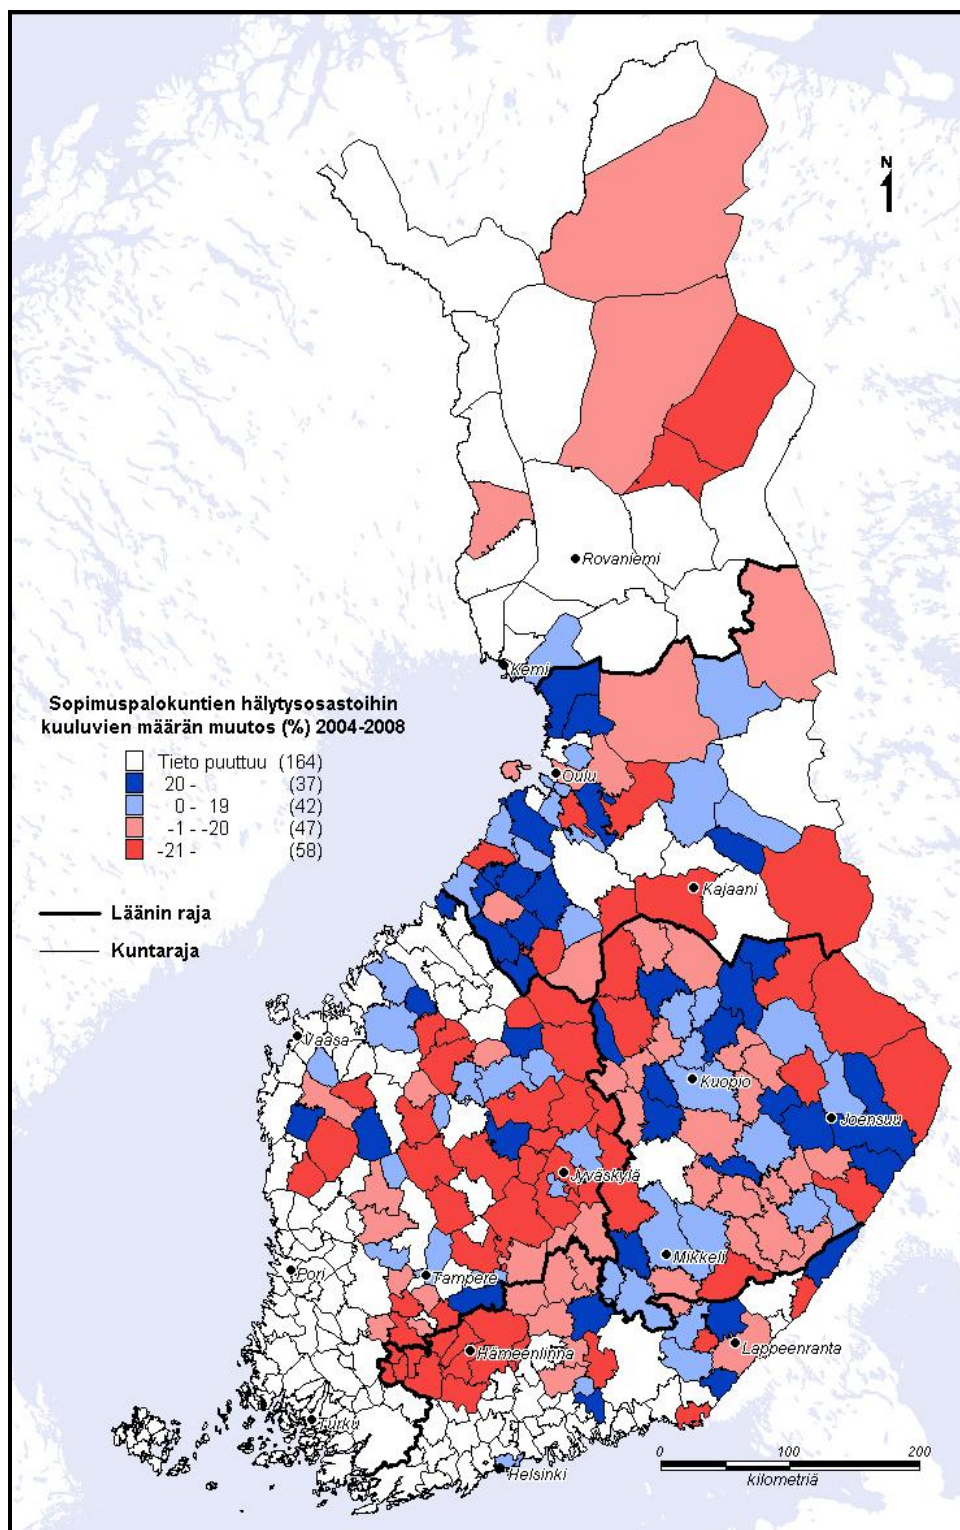 N
Rovaniemi
Kemi
Sopimuspalokuntien hälytysosastoihin
kuuluvien määrän muutos (%) 2004-2008
Tieto puuttuu (164)
20 - (37)
0 - 19 (42)
-1 - -20 (47)
-21 - (58)
Oulu
Läänin raja
Kuntaraja
Kajaani
Vaasa
Kuopio
Joensuu
Jyväskylä
Mikkeli
Pori
Tampere
Hämeenlinna
Lappeenranta
Turku
Helsinki
0 100 200
kilometriä